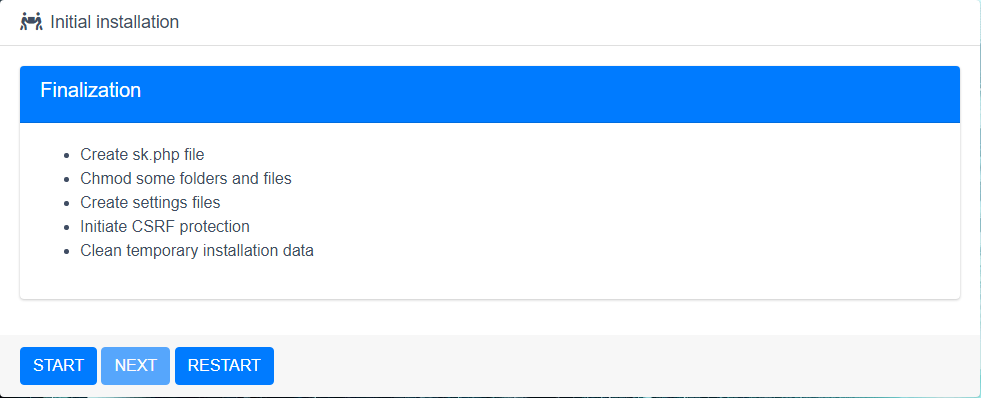 Initial installation
Finalization
Create sk.php file
Chmod some folders and files
Create settings files
Initiate CSRF protection
Clean temporary installation data
START NEXT RESTART